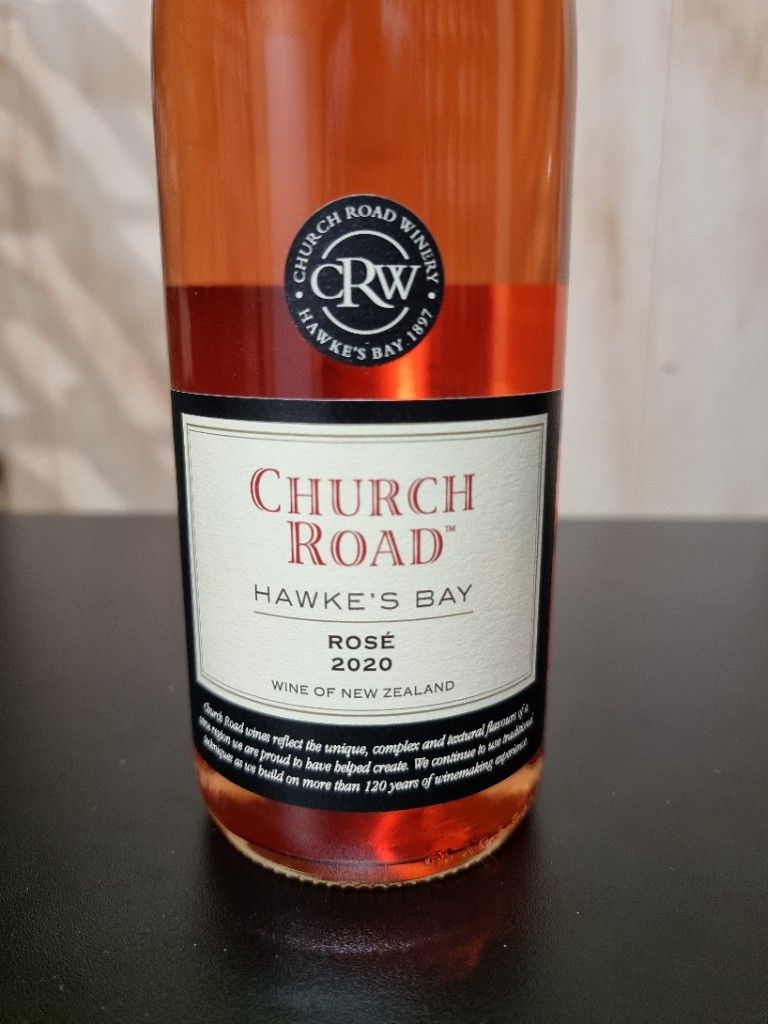 CHURCH ROAD WINERY
CRW
· HAWKE'S BAY 1897 ·
CHURCH
ROAD™
HAWKE'S BAY
ROSÉ
2020
WINE OF NEW ZEALAND
Church Road wines reflect the unique, complex and textural flavours of a
wine region we are proud to have helped create. We continue to use traditional
techniques as we build on more than 120 years of winemaking experience.